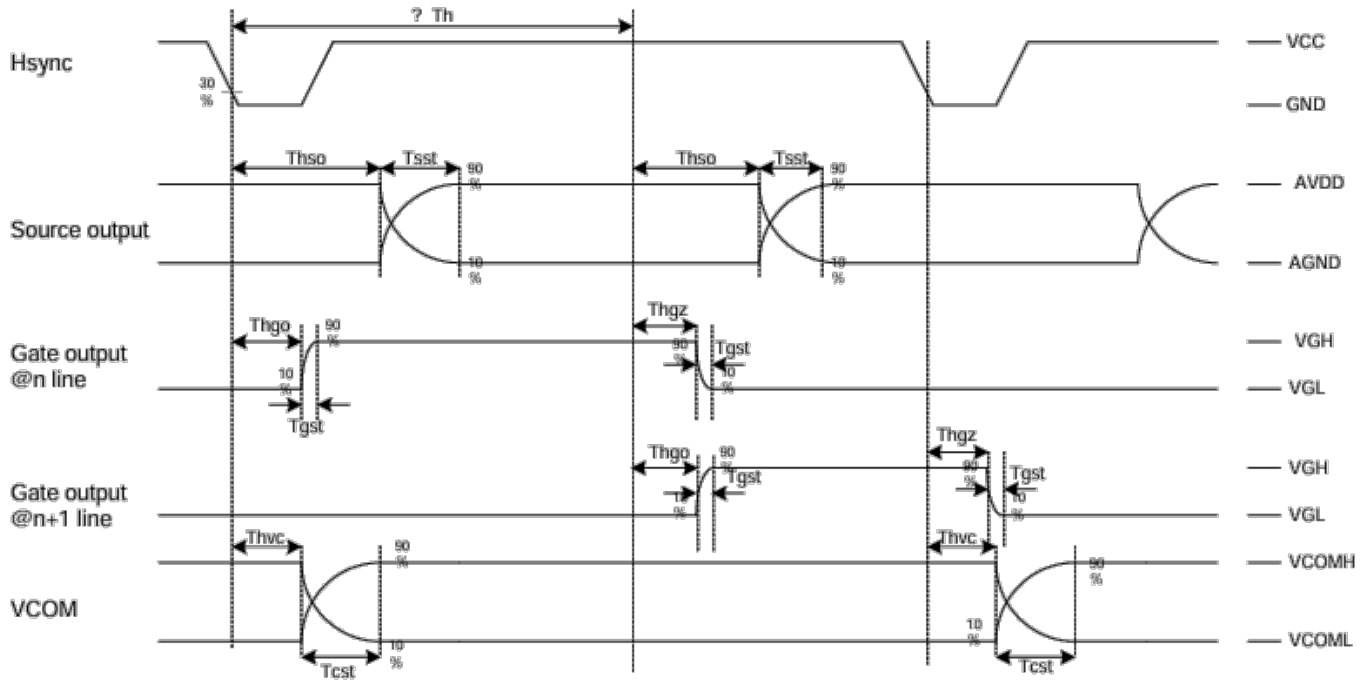 ? Th
Hsync
30
%
VCC
GND
Thso
Tsst
90
%
Thso
Tsst
90
%
AVDD
Source output
10
%
10
%
AGND
Thgo
90
%
Thgz
90
%
Tgst
VGH
Gate output
@n line
10
%
10
%
VGL
Tgst
Thgo
90
%
Tgst
Thgz
90
%
Tgst
VGH
Gate output
@n+1 line
10
%
10
%
VGL
Thvc
90
%
Thvc
90
%
VCOMH
VCOM
10
%
10
%
VCOML
Tcst
Tcst